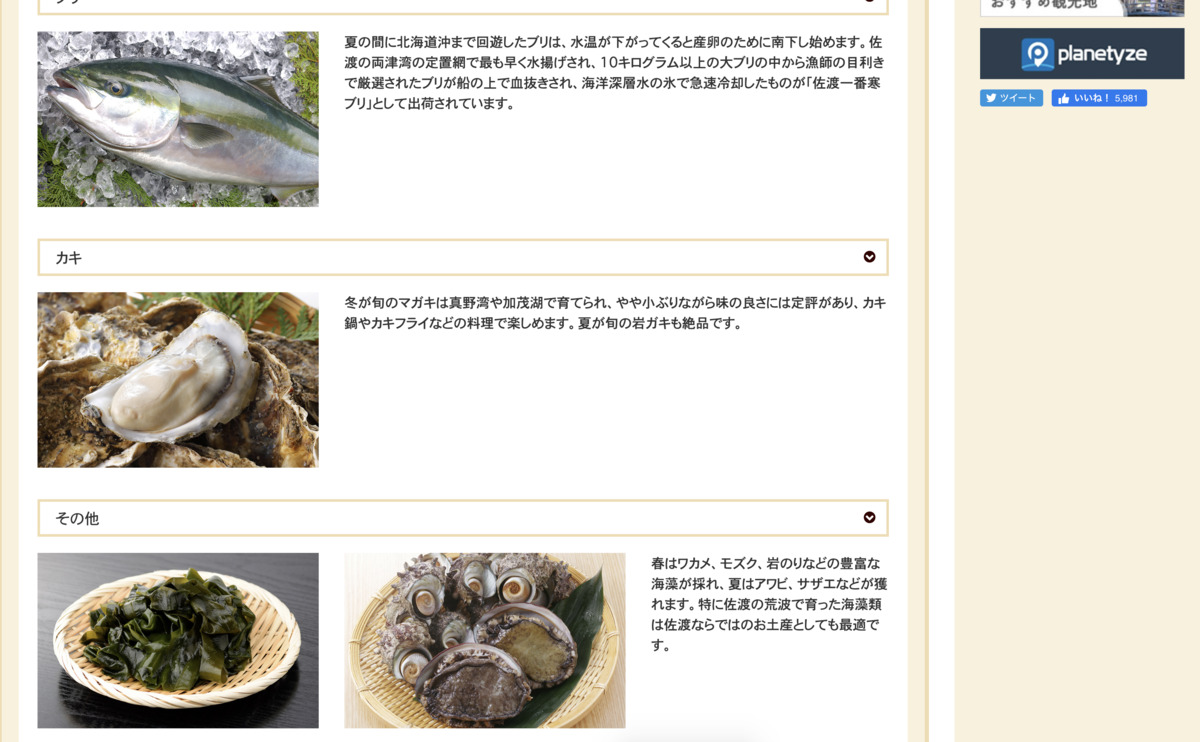 おすすめ観光地
planetyze
ツイート
いいね！ 5,981
夏の間に北海道沖まで回遊したブリは、水温が下がってくると産卵のために南下し始めます。佐
渡の両津湾の定置網で最も早く水揚げされ、10キログラム以上の大ブリの中から漁師の目利き
で厳選されたブリが船の上で血抜きされ、海洋深層水の氷で急速冷却したものが「佐渡一番寒
ブリ」として出荷されています。
カキ
冬が旬のマガキは真野湾や加茂湖で育てられ、やや小ぶりながら味の良さには定評があり、カキ
鍋やカキフライなどの料理で楽しめます。夏が旬の岩ガキも絶品です。
その他
春はワカメ、モズク、岩のりなどの豊富な
海藻が採れ、夏はアワビ、サザエなどが獲
れます。特に佐渡の荒波で育った海藻類
は佐渡ならではのお土産としても最適で
す。